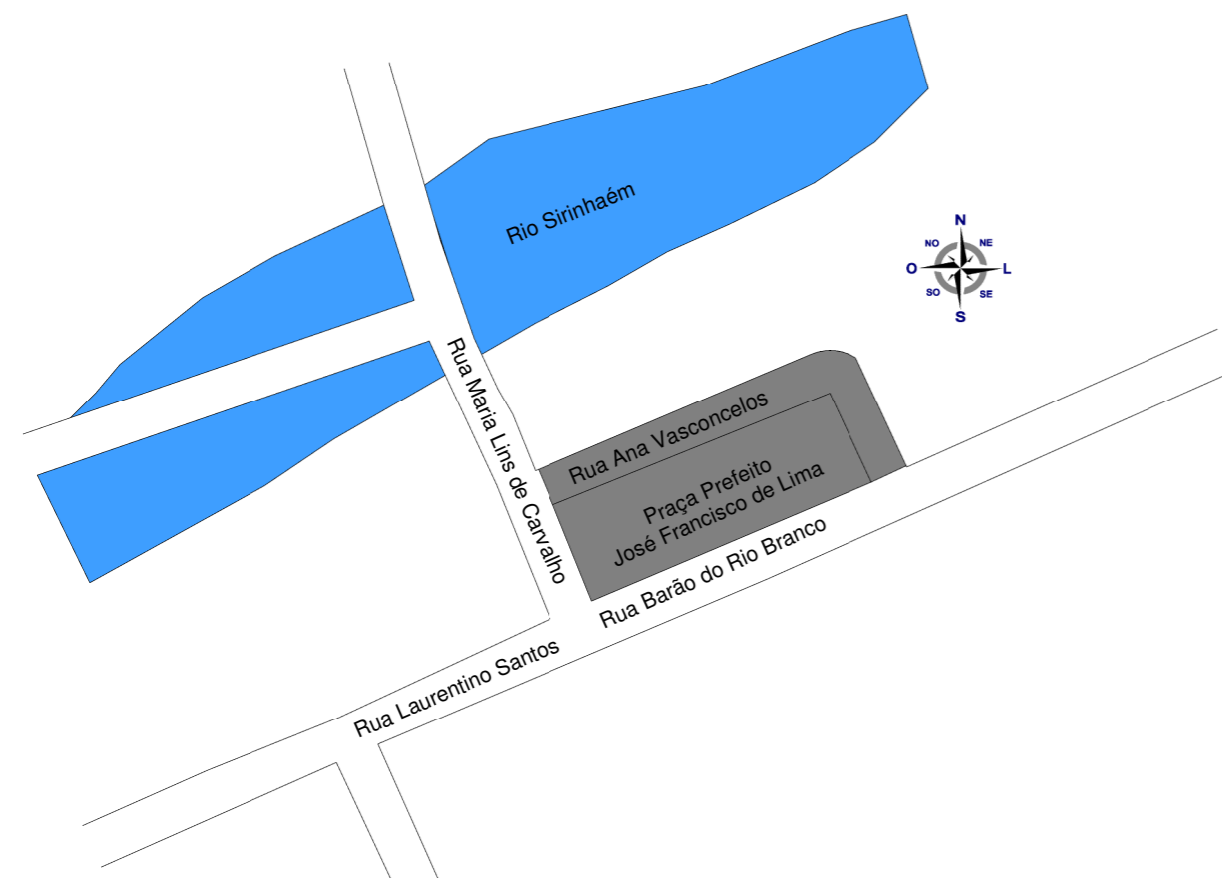 Rio Sirinhaém
N
NO
NE
O
L
SO
SE
S
Rua Maria Lins de Carvalho
Rua Ana Vasconcelos
Praça Prefeito
José Francisco de Lima
Rua Barão do Rio Branco
Rua Laurentino Santos